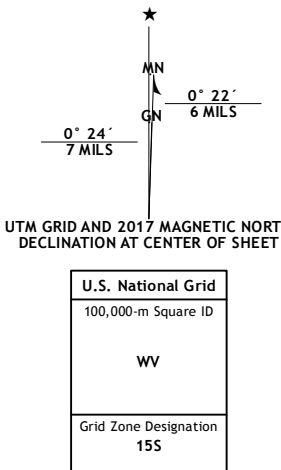 ★
MN
0° 22´
6 MILS
GN
0° 24´
7 MILS
UTM GRID AND 2017 MAGNETIC NORT
DECLINATION AT CENTER OF SHEET
U.S. National Grid
100,000-m Square ID
WV
Grid Zone Designation
15S